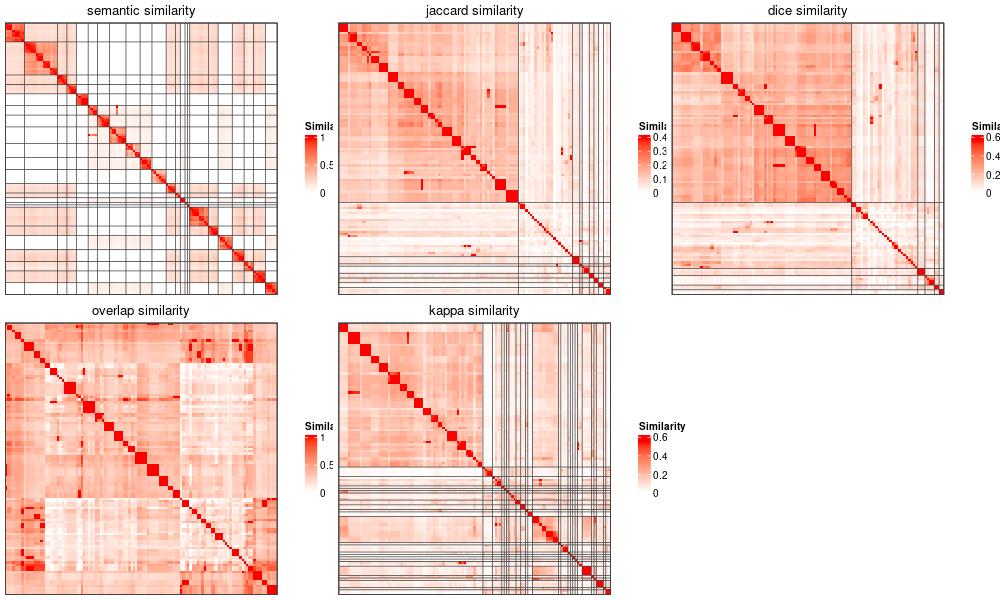 semantic similarity
jaccard similarity
dice similarity
Simila
1
0.5
0
Simila
0.4
0.3
0.2
0.1
0
Simila
0.6
0.4
0.2
0
overlap similarity
kappa similarity
Simila
1
0.5
0
Similarity
0.6
0.4
0.2
0